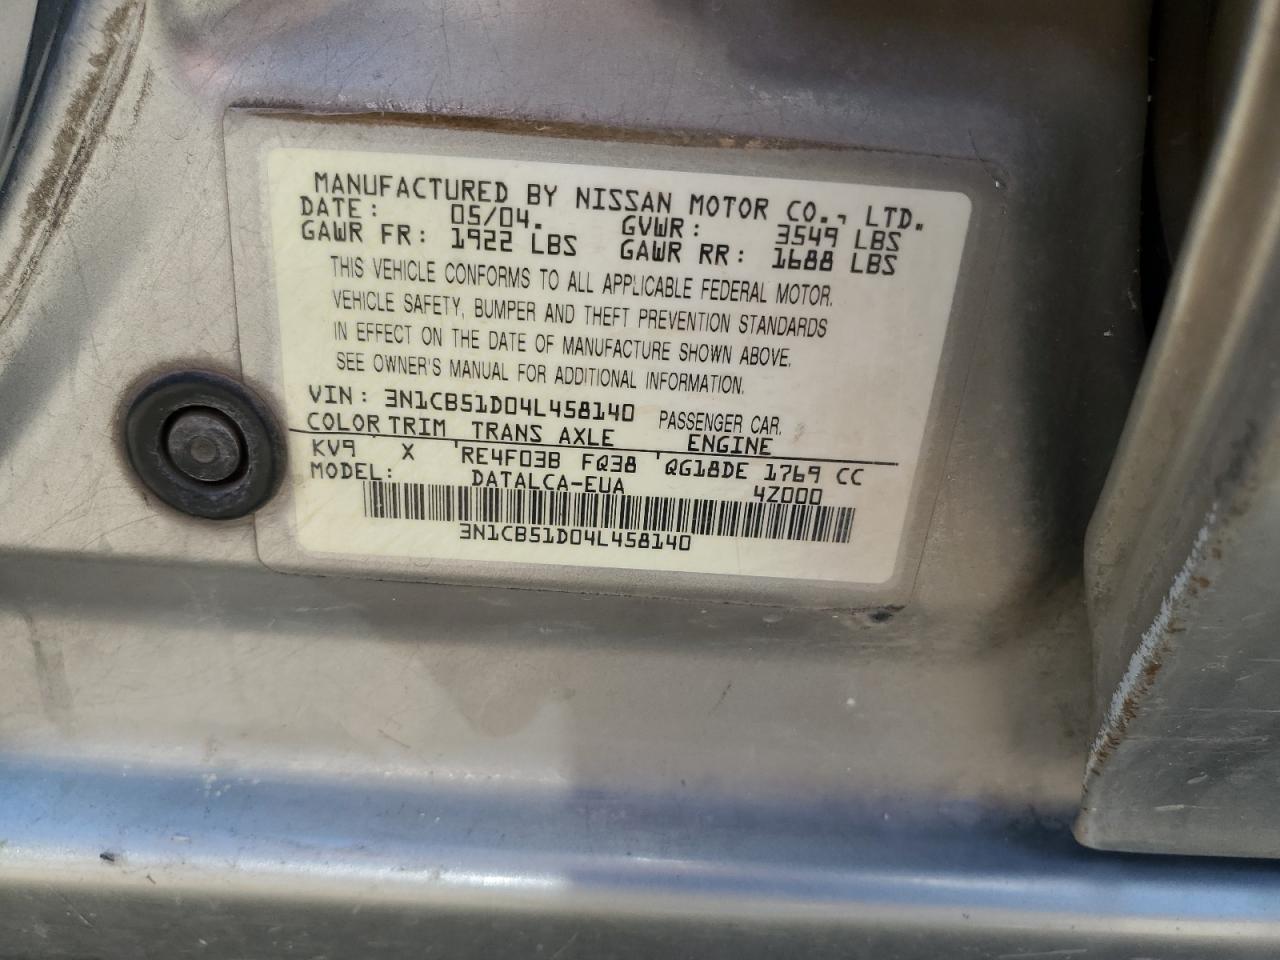 MANUFACTURED BY NISSAN MOTOR CO., LTD.
DATE: 05/04. GVWR: 3549 LBS
GAWR FR: 1922 LBS GAWR RR: 1688 LBS
THIS VEHICLE CONFORMS TO ALL APPLICABLE FEDERAL MOTOR.
VEHICLE SAFETY, BUMPER AND THEFT PREVENTION STANDARDS
IN EFFECT ON THE DATE OF MANUFACTURE SHOWN ABOVE.
SEE OWNER'S MANUAL FOR ADDITIONAL INFORMATION.
VIN: 3N1CB51D04L458140 PASSENGER CAR.
COLOR TRIM TRANS AXLE ENGINE
KV9 X RE4F03B FQ38 QG18DE 1769 CC
MODEL: DATALCA-EUA 4Z000
3N1CB51D04L458140